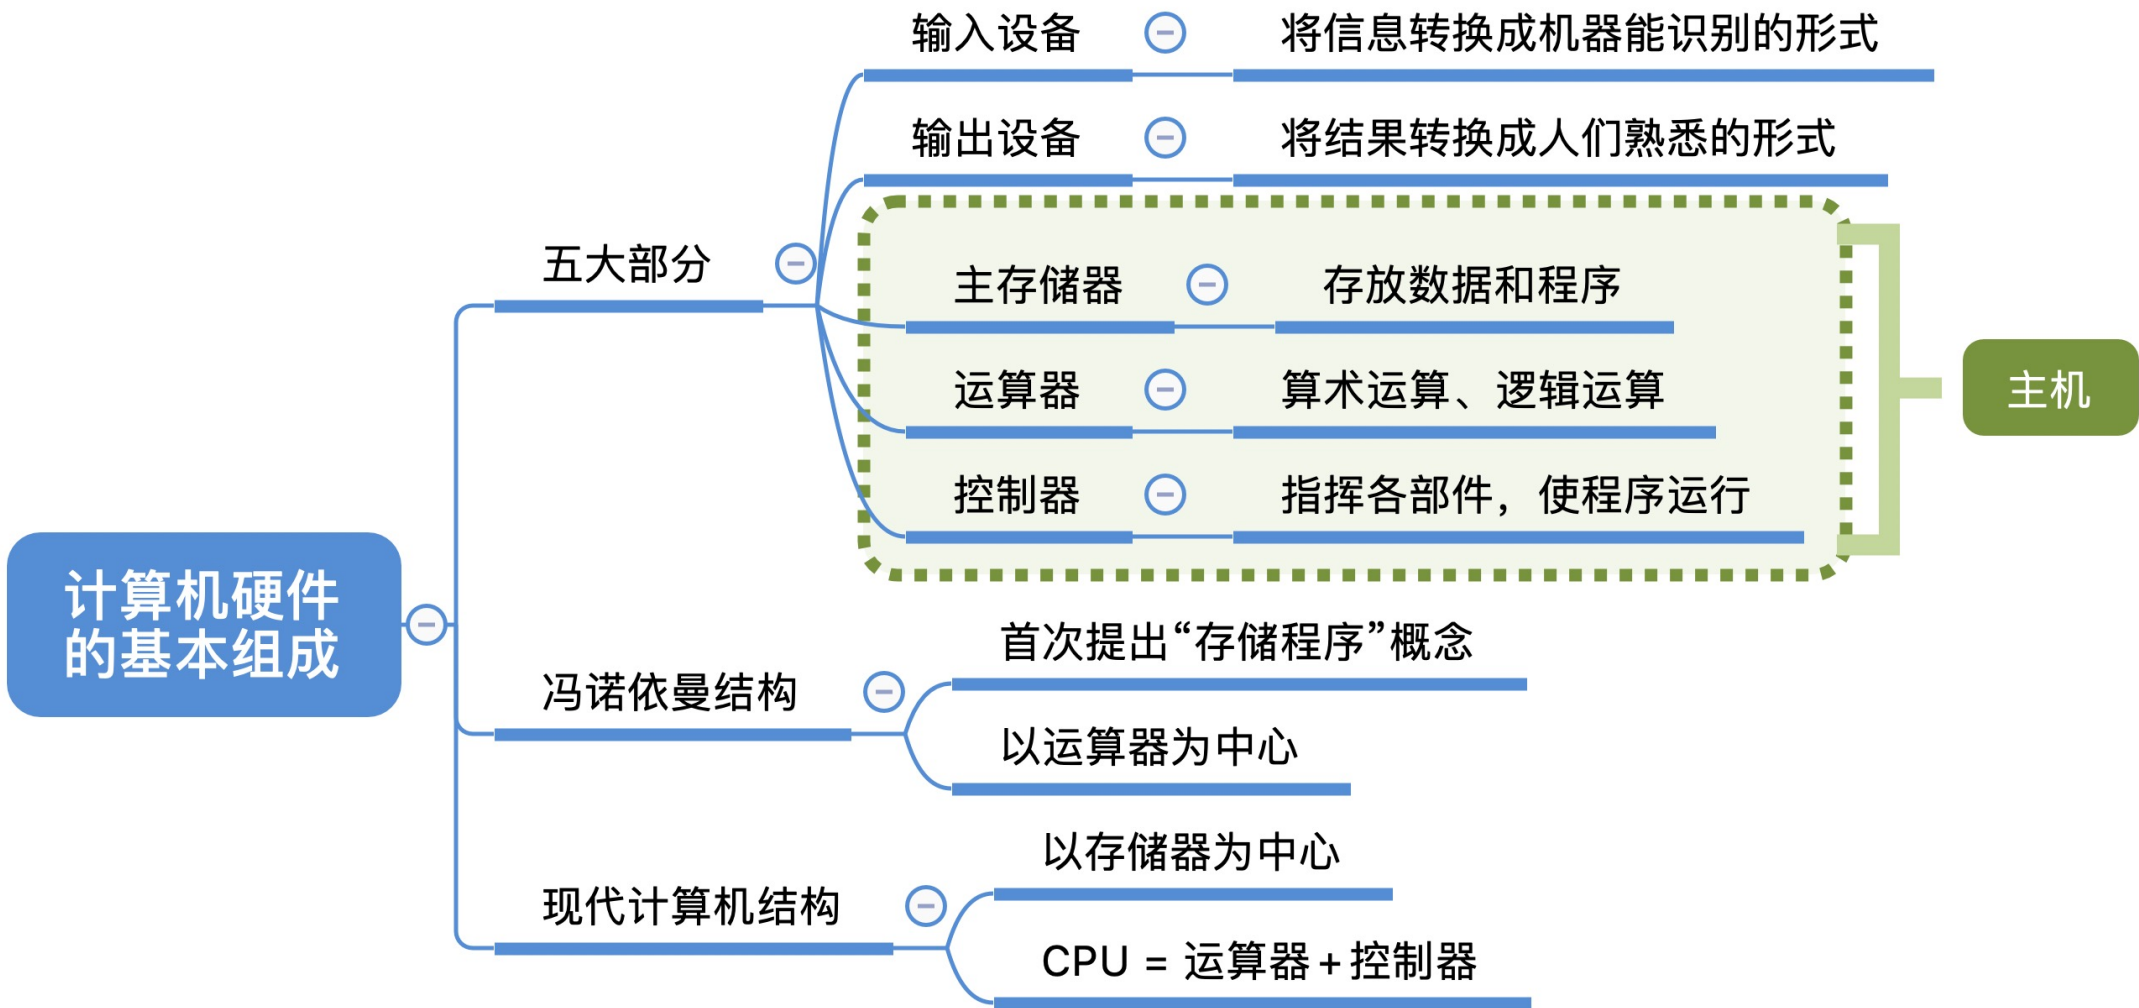 输入设备
将信息转换成机器能识别的形式
输出设备
将结果转换成人们熟悉的形式
五大部分
主存储器
存放数据和程序
运算器
算术运算、逻辑运算
主机
控制器
指挥各部件，使程序运行
计算机硬件
的基本组成
首次提出“存储程序”概念
冯诺依曼结构
以运算器为中心
以存储器为中心
现代计算机结构
CPU = 运算器+控制器